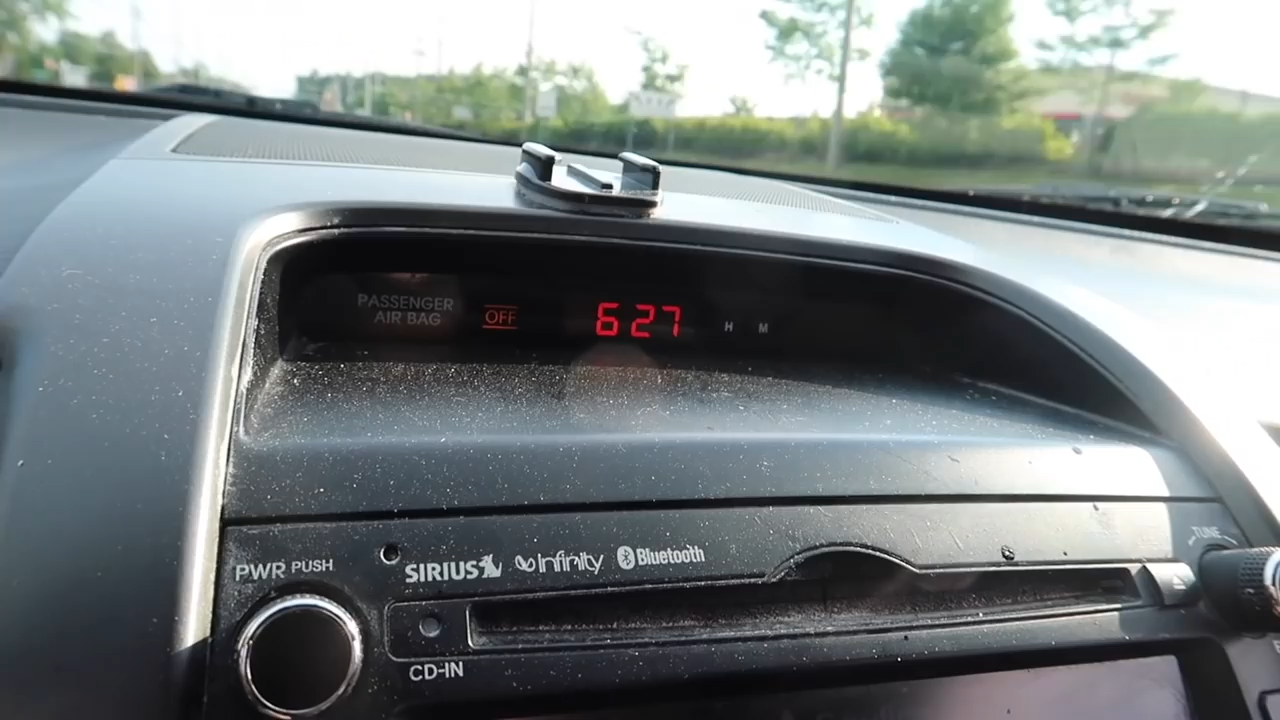 PASSENGER
AIR BAG
OFF
6 27
H M
PWR PUSH
SIRIUS Infinity Bluetooth
TUNE
CD-IN